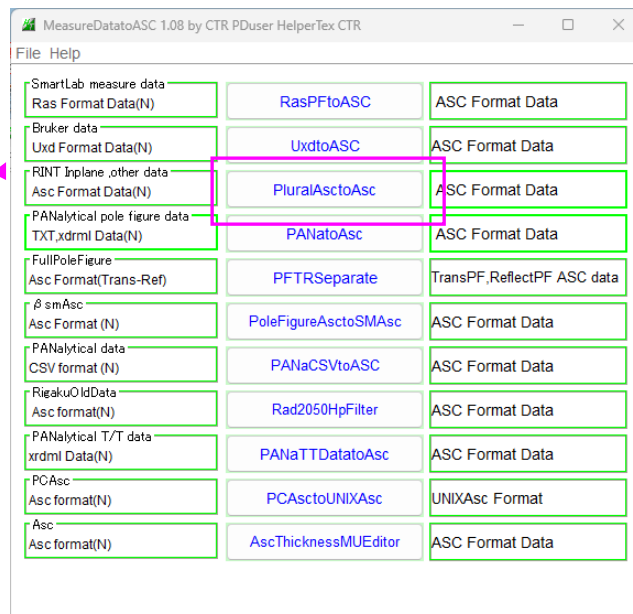 MeasureDatatoASC 1.08 by CTR PDuser HelperTex CTR
File Help
SmartLab measure data
Ras Format Data(N)
RasPFtoASC
ASC Format Data
Bruker data
Uxd Format Data(N)
UxdtoASC
ASC Format Data
RINT Inplane ,other data
Asc Format Data(N)
PluralAsctoAsc
ASC Format Data
PANalytical pole figure data
TXT,xdrml Data(N)
PANatoAsc
ASC Format Data
FullPoleFigure
Asc Format(Trans-Ref)
PFTRSeparate
TransPF,ReflectPF ASC data
βsmAsc
Asc Format (N)
PoleFigureAsctoSMAsc
ASC Format Data
PANalytical data
CSV format (N)
PANaCSVtoASC
ASC Format Data
RigakuOldData
Asc format(N)
Rad2050HpFilter
ASC Format Data
PANalytical T/T data
xrdml Data(N)
PANaTTDatatoAsc
ASC Format Data
PCAsc
Asc format(N)
PCAsctoUNIXAsc
UNIXAsc Format
Asc
Asc format(N)
AscThicknessMUEditor
ASC Format Data